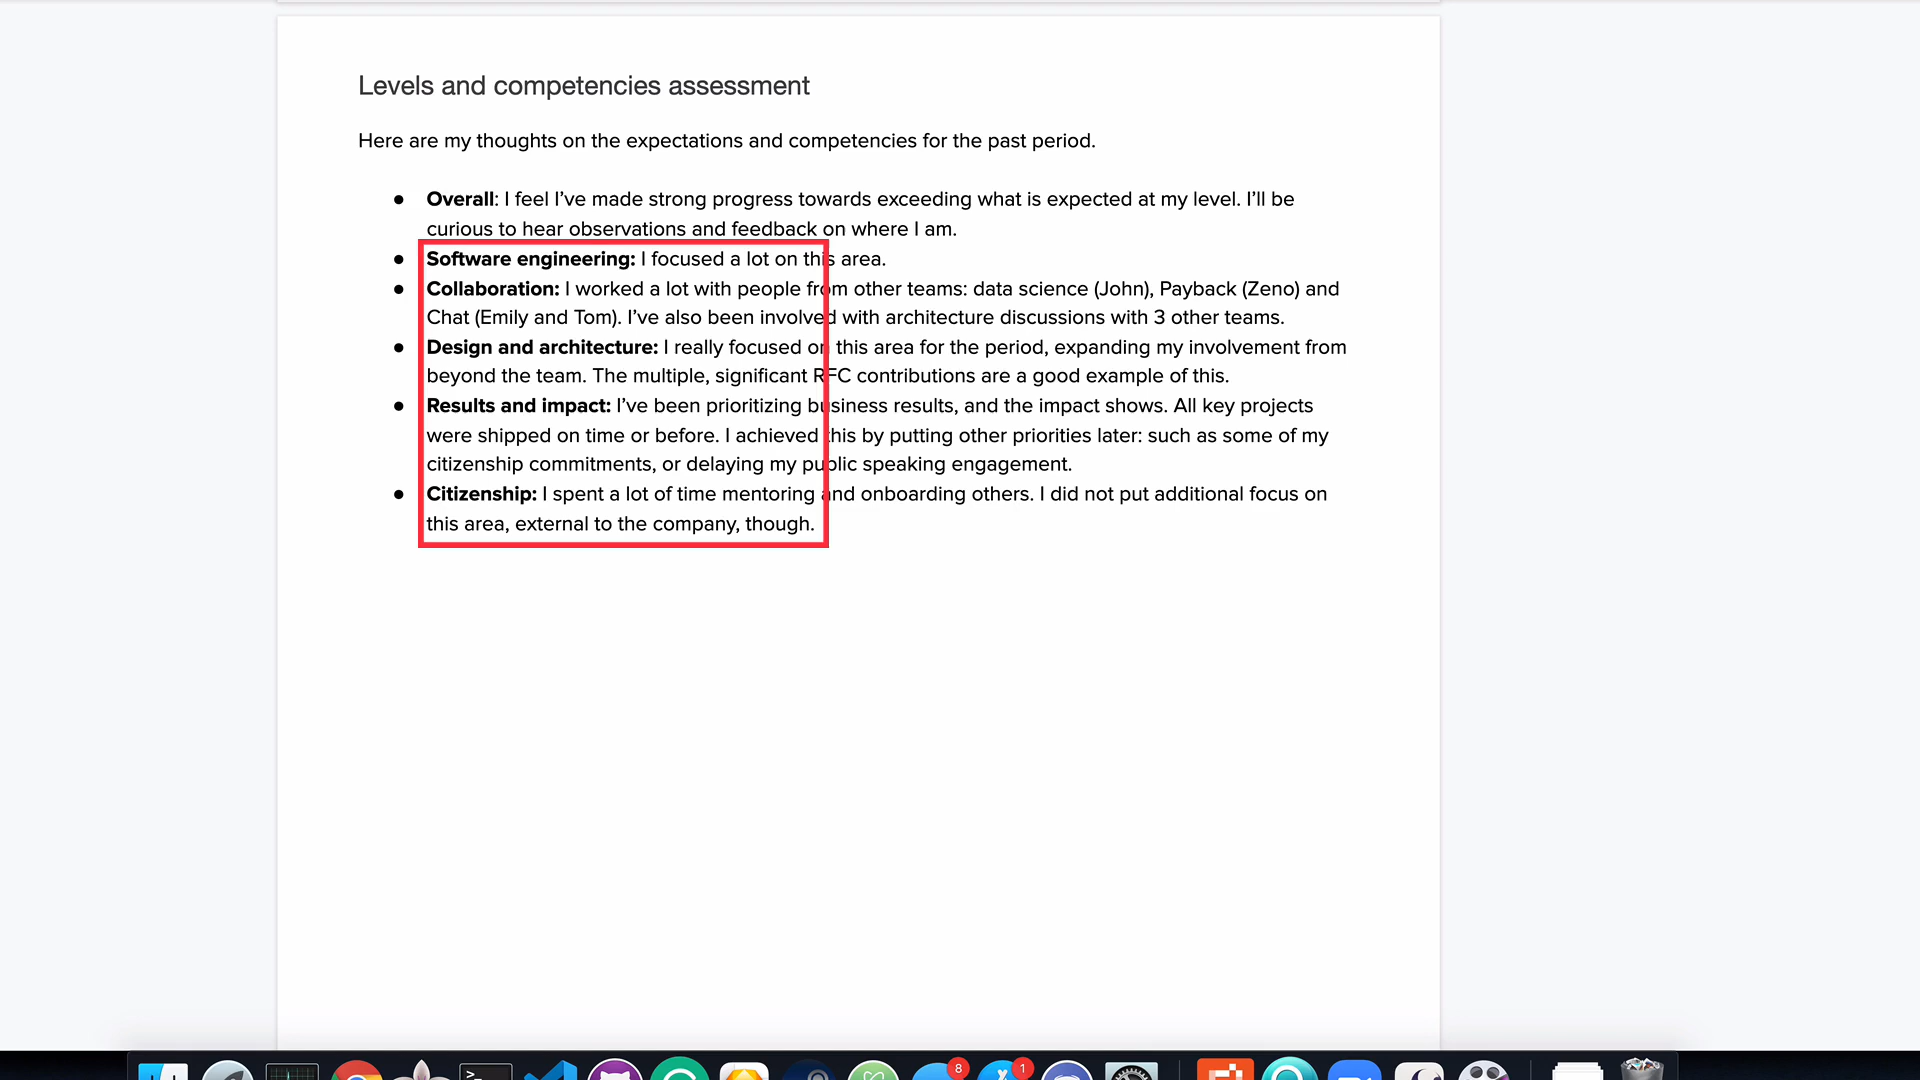 Levels and competencies assessment
Here are my thoughts on the expectations and competencies for the past period.
● Overall: I feel I’ve made strong progress towards exceeding what is expected at my level. I’ll be
curious to hear observations and feedback on where I am.
● Software engineering: I focused a lot on this area.
● Collaboration: I worked a lot with people from other teams: data science (John), Payback (Zeno) and
Chat (Emily and Tom). I’ve also been involved with architecture discussions with 3 other teams.
● Design and architecture: I really focused on this area for the period, expanding my involvement from
beyond the team. The multiple, significant RFC contributions are a good example of this.
● Results and impact: I’ve been prioritizing business results, and the impact shows. All key projects
were shipped on time or before. I achieved this by putting other priorities later: such as some of my
citizenship commitments, or delaying my public speaking engagement.
● Citizenship: I spent a lot of time mentoring and onboarding others. I did not put additional focus on
this area, external to the company, though.
8
1